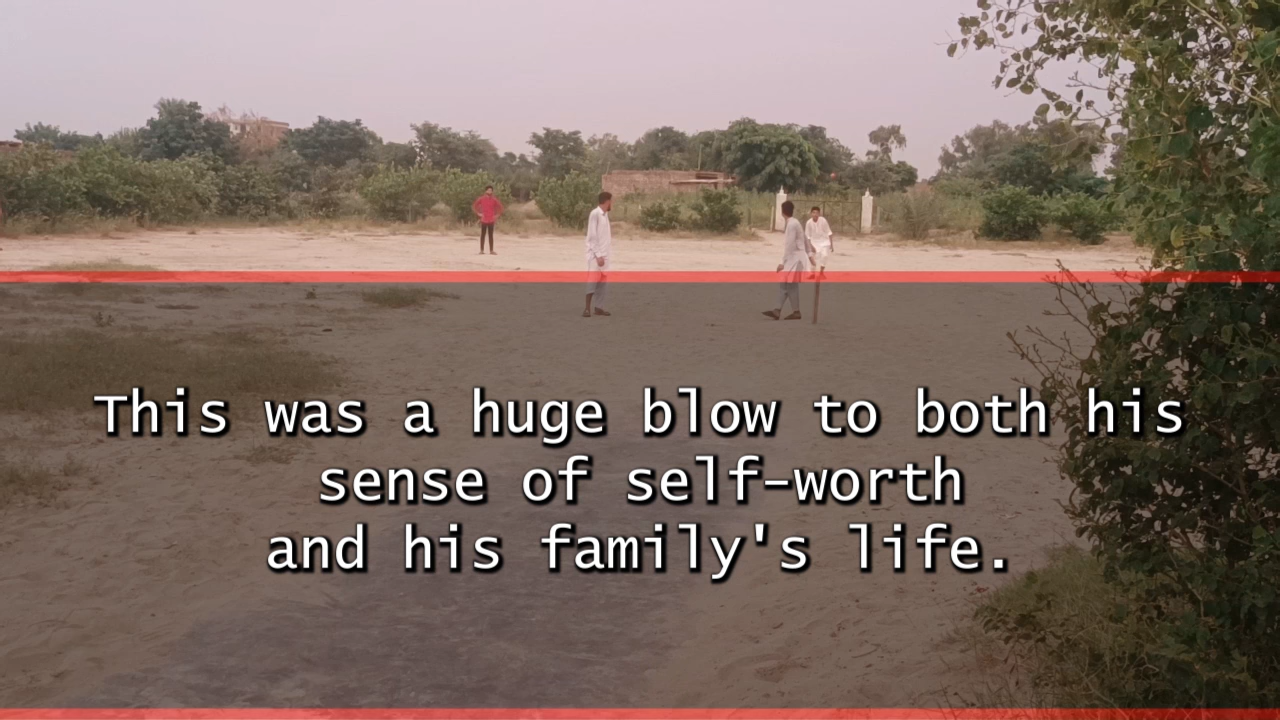 This was a huge blow to both his
sense of self-worth
and his family's life.